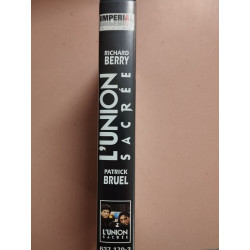 IMPERIAL
RICHARD
BERRY
L'UNION
SACRÉE
PATRICK
BRUEL
L'UNION
SACRÉE